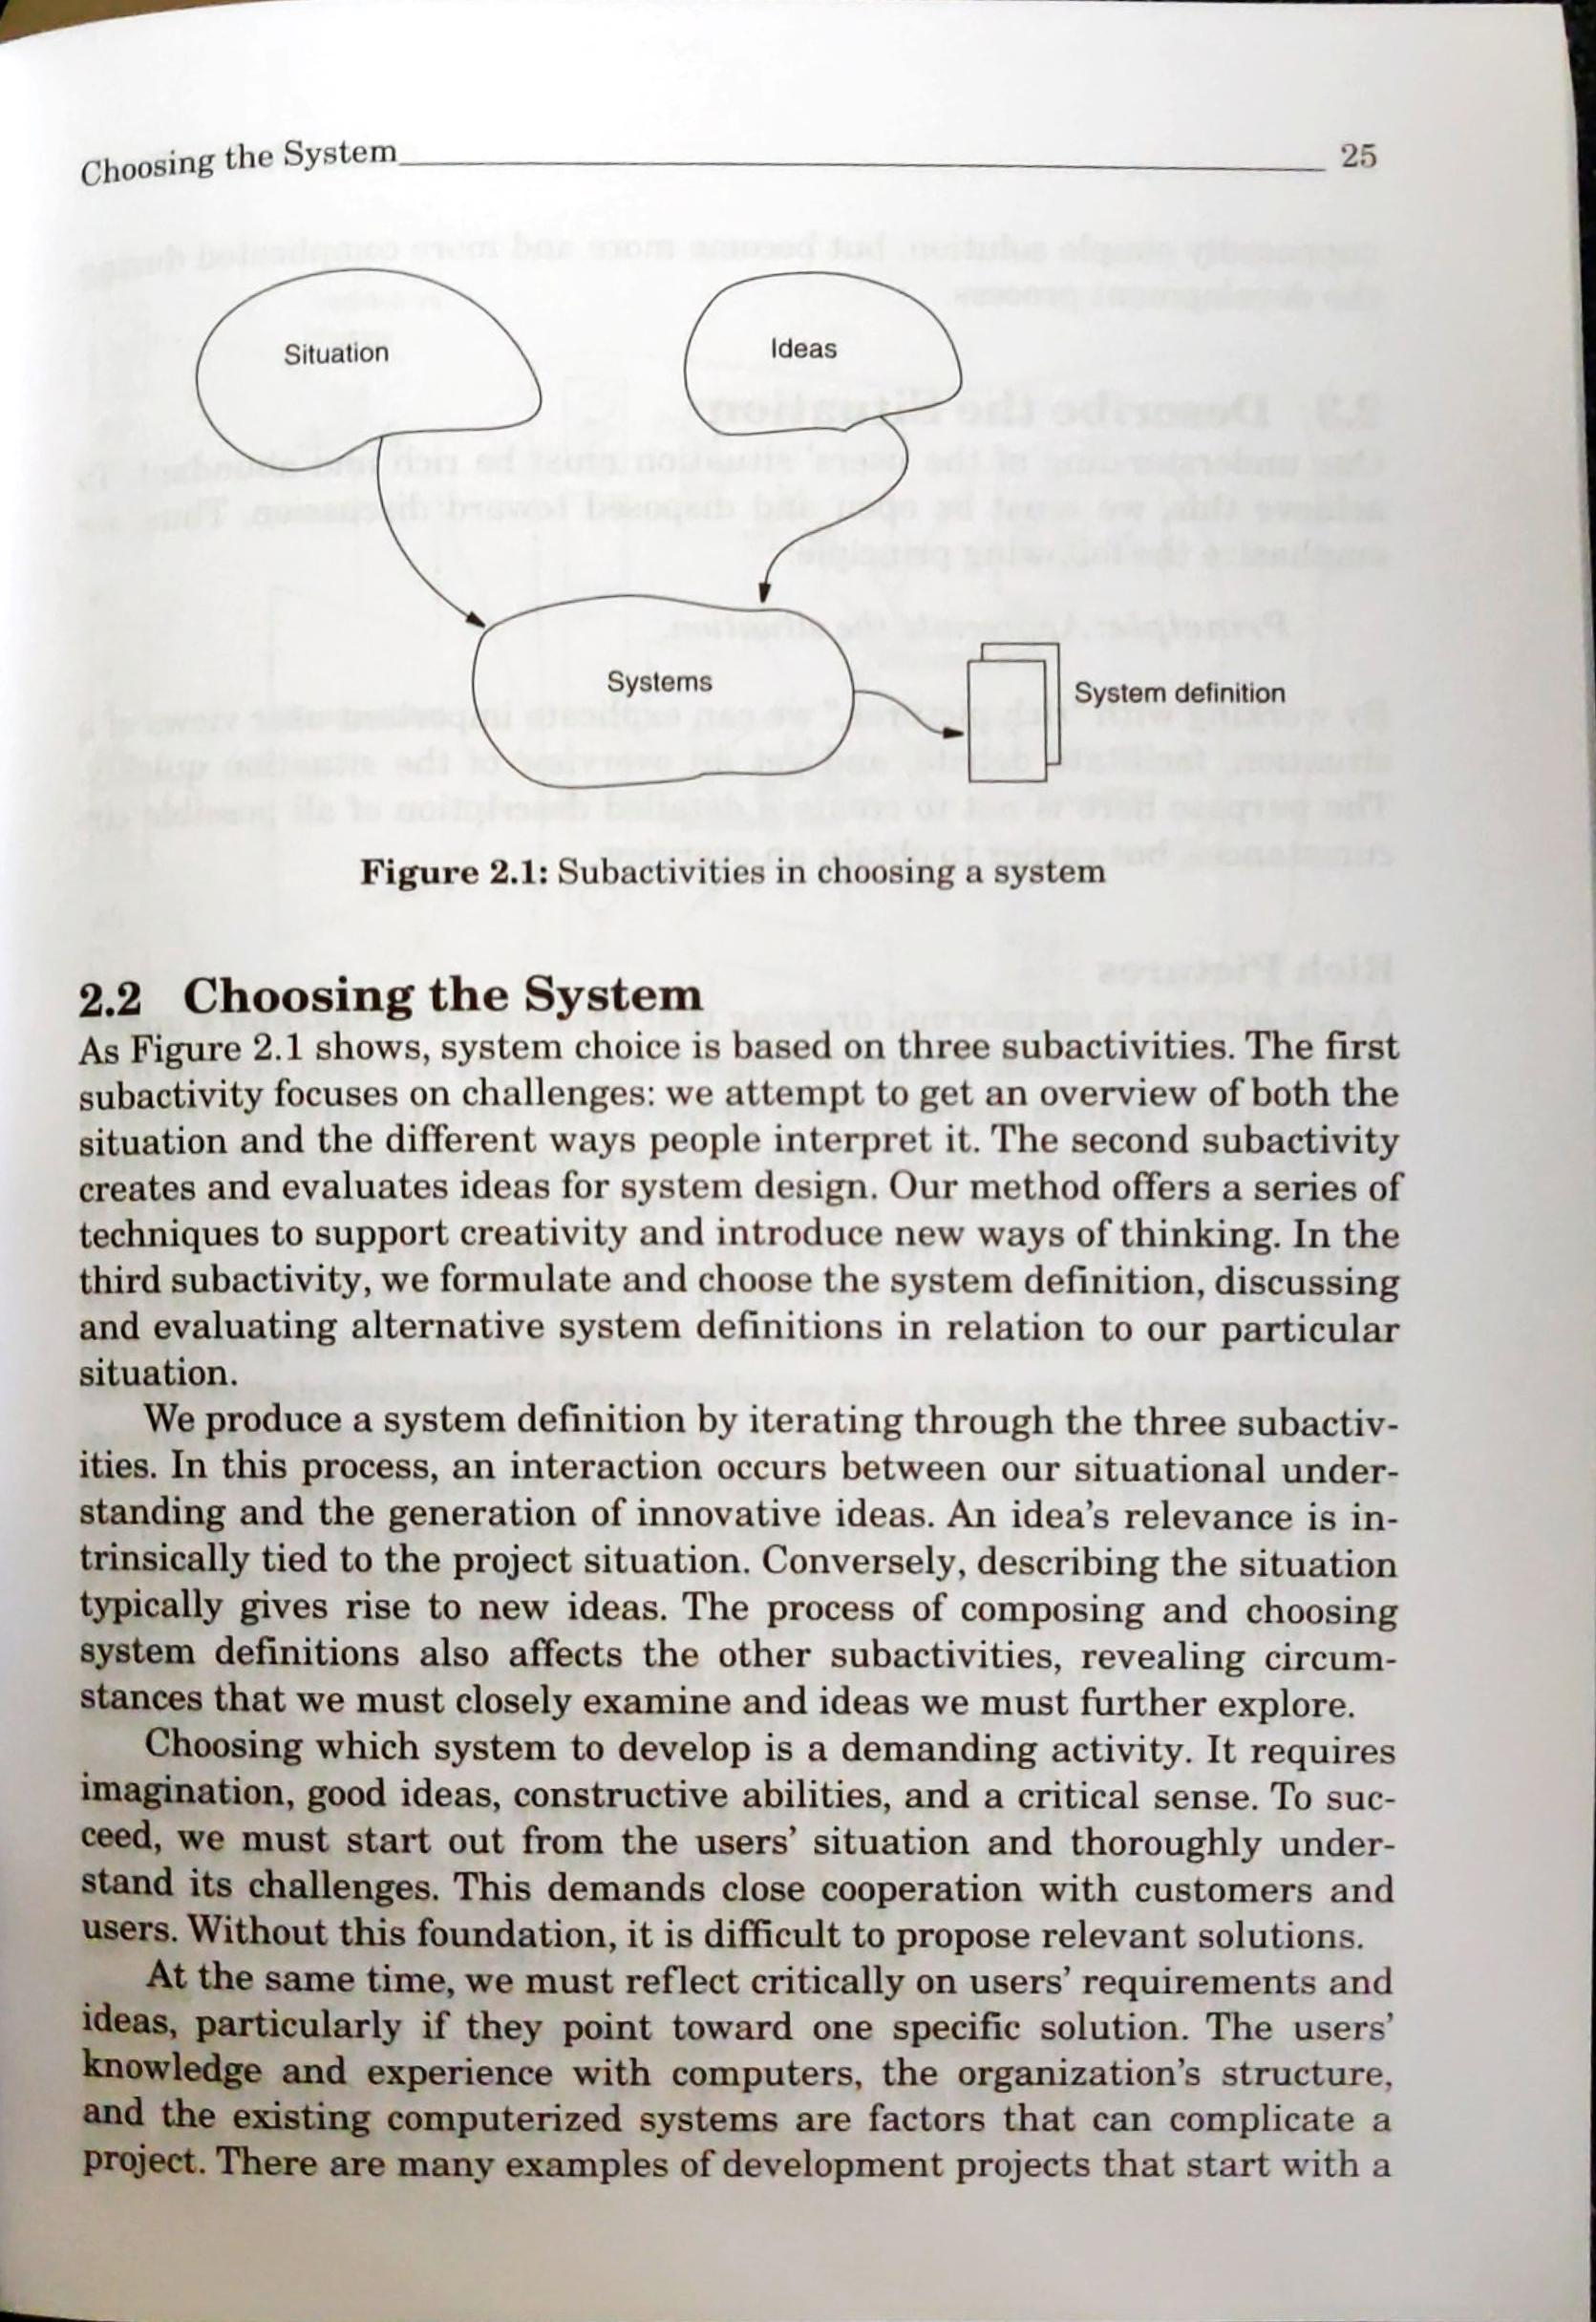 Choosing the System 25
Situation
Ideas
Systems
System definition
Figure 2.1: Subactivities in choosing a system
2.2 Choosing the System
As Figure 2.1 shows, system choice is based on three subactivities. The first
subactivity focuses on challenges: we attempt to get an overview of both the
situation and the different ways people interpret it. The second subactivity
creates and evaluates ideas for system design. Our method offers a series of
techniques to support creativity and introduce new ways of thinking. In the
third subactivity, we formulate and choose the system definition, discussing
and evaluating alternative system definitions in relation to our particular
situation.
We produce a system definition by iterating through the three subactiv-
ities. In this process, an interaction occurs between our situational under-
standing and the generation of innovative ideas. An idea's relevance is in-
trinsically tied to the project situation. Conversely, describing the situation
typically gives rise to new ideas. The process of composing and choosing
system definitions also affects the other subactivities, revealing circum-
stances that we must closely examine and ideas we must further explore.
Choosing which system to develop is a demanding activity. It requires
imagination, good ideas, constructive abilities, and a critical sense. To suc-
ceed, we must start out from the users' situation and thoroughly under-
stand its challenges. This demands close cooperation with customers and
users. Without this foundation, it is difficult to propose relevant solutions.
At the same time, we must reflect critically on users' requirements and
ideas, particularly if they point toward one specific solution. The users'
knowledge and experience with computers, the organization's structure,
and the existing computerized systems are factors that can complicate a
project. There are many examples of development projects that start with a